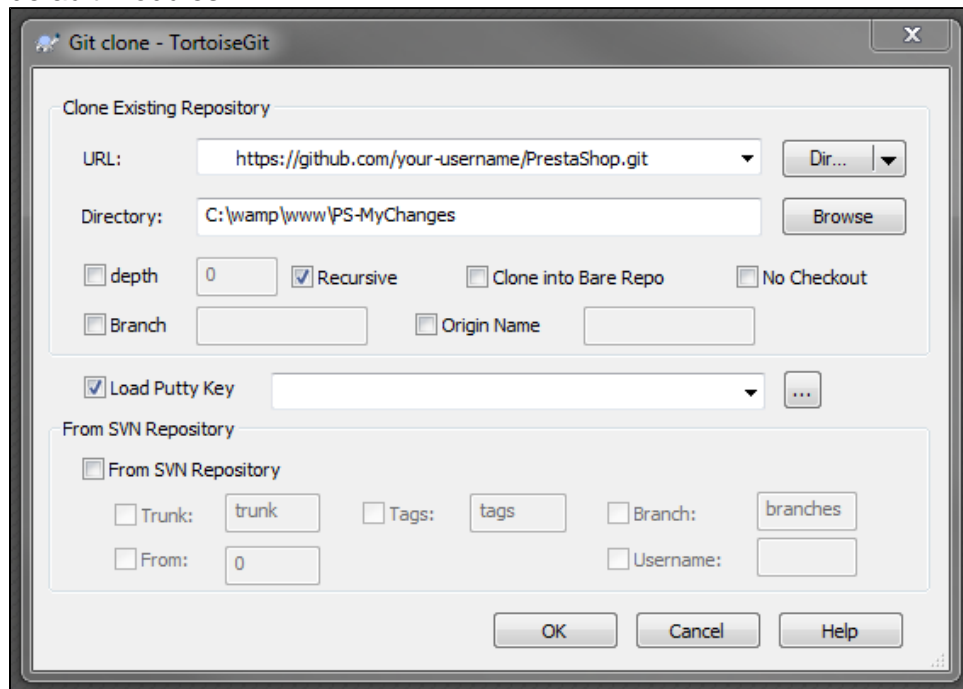 Git clone - TortoiseGit
Clone Existing Repository
URL: https://github.com/your-username/PrestaShop.git Dir...
Directory: C:\wamp\www\PS-MyChanges Browse
depth 0 Recursive Clone into Bare Repo No Checkout
Branch Origin Name
Load Putty Key ...
From SVN Repository
From SVN Repository
Trunk: trunk Tags: tags Branch: branches
From: 0 Username:
OK Cancel Help